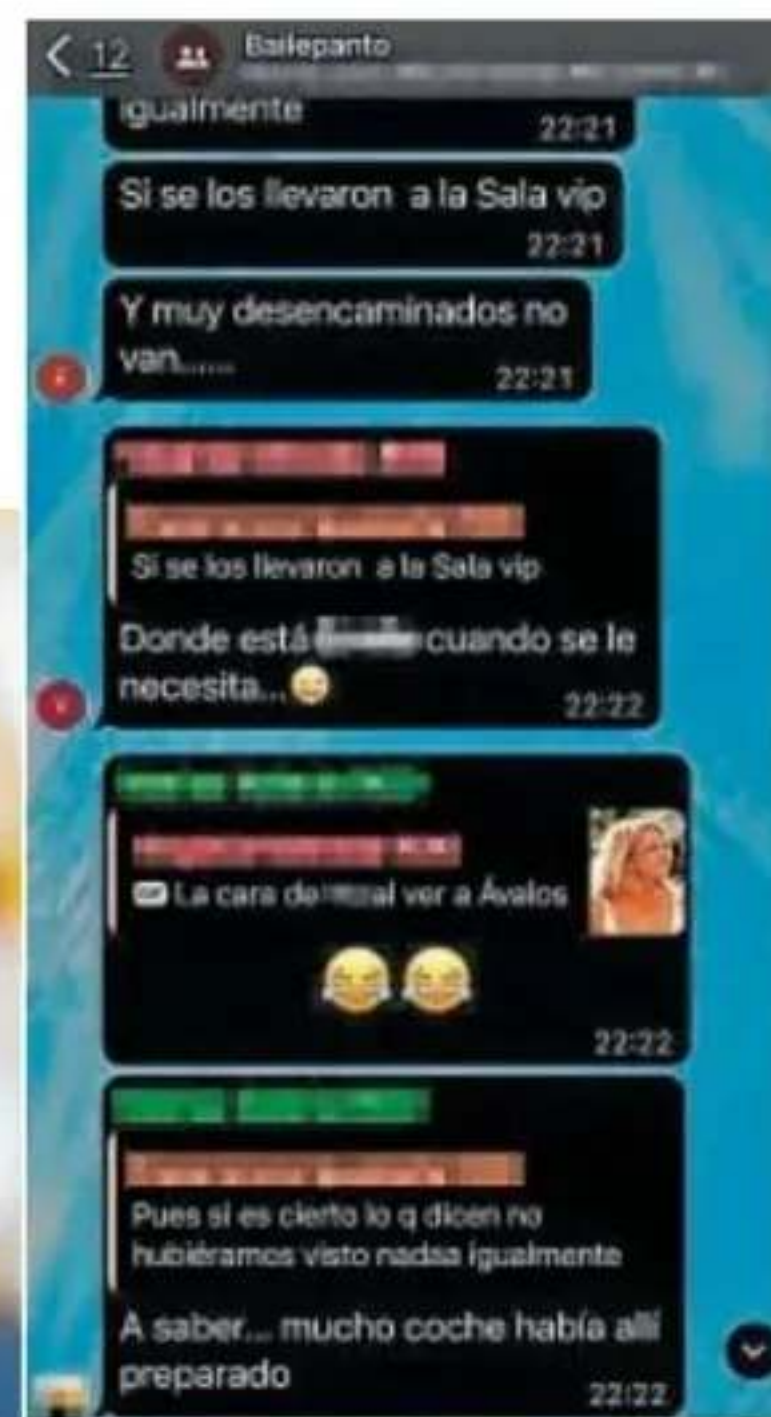 12
Bailepanto
igualmente
22:21
Si se los llevaron a la Sala vip
22:21
Y muy desencaminados no
van......
22:21
Si se los llevaron a la Sala vip
Donde está cuando se le
necesita...😅
22:22
GIF La cara de al ver a Ávalos
😂😂
22:22
Pues si es cierto lo q dicen no
hubiéramos visto nadaa igualmente
A saber... mucho coche había allí
preparado
22:22